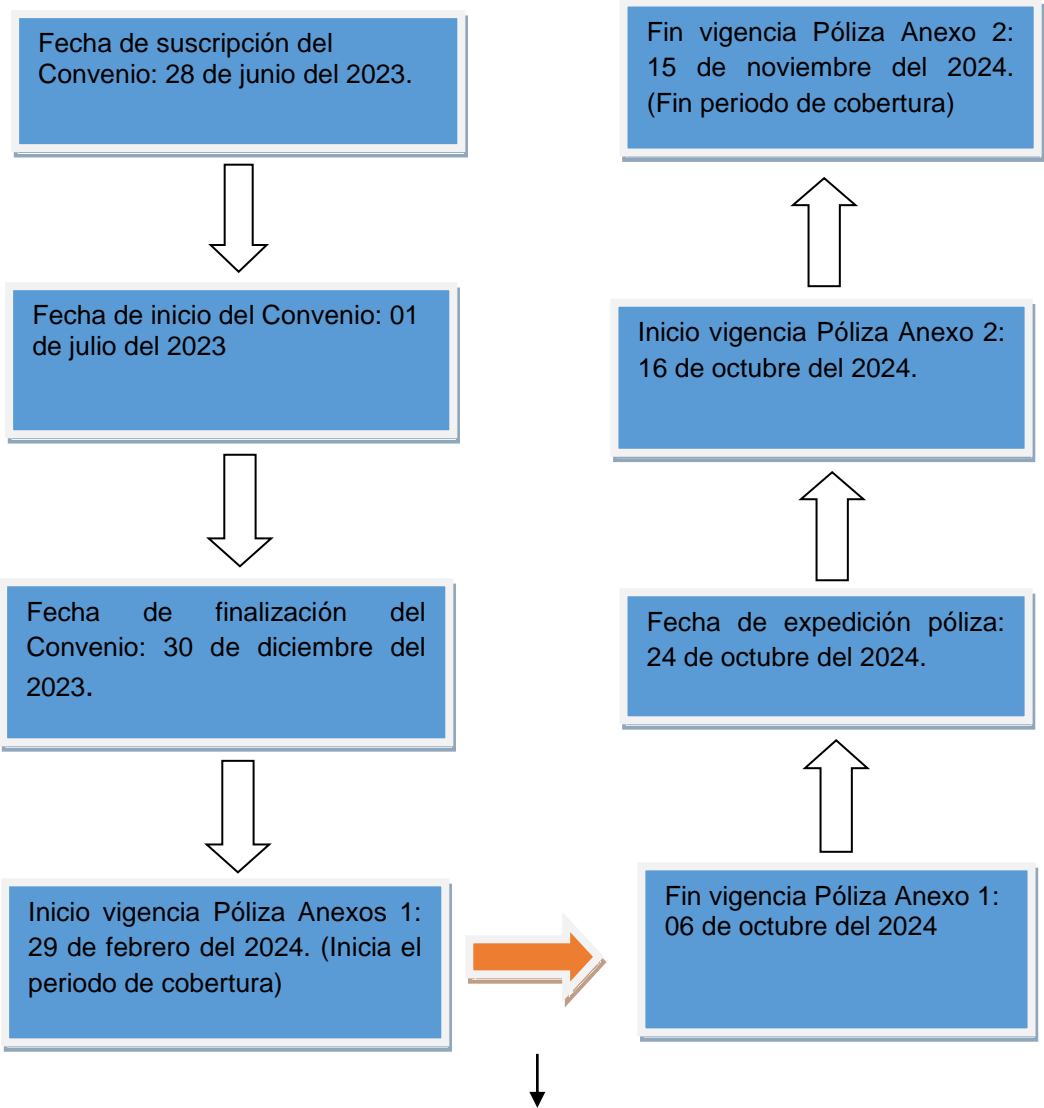 Fecha de suscripción del
Convenio: 28 de junio del 2023.
Fecha de inicio del Convenio: 01
de julio del 2023
Fecha de finalización del
Convenio: 30 de diciembre del
2023.
Inicio vigencia Póliza Anexos 1:
29 de febrero del 2024. (Inicia el
periodo de cobertura)
Fin vigencia Póliza Anexo 1:
06 de octubre del 2024
Fecha de expedición póliza:
24 de octubre del 2024.
Inicio vigencia Póliza Anexo 2:
16 de octubre del 2024.
Fin vigencia Póliza Anexo 2:
15 de noviembre del 2024.
(Fin periodo de cobertura)